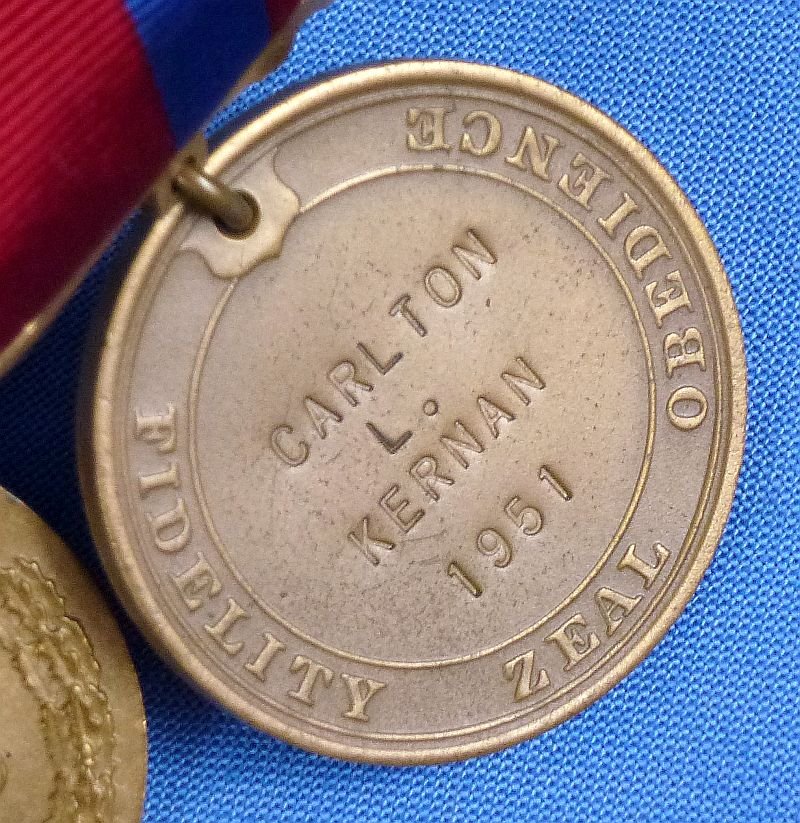 FIDELITY ZEAL OBEDIENCE
CARLTON
L.
KERNAN
1951